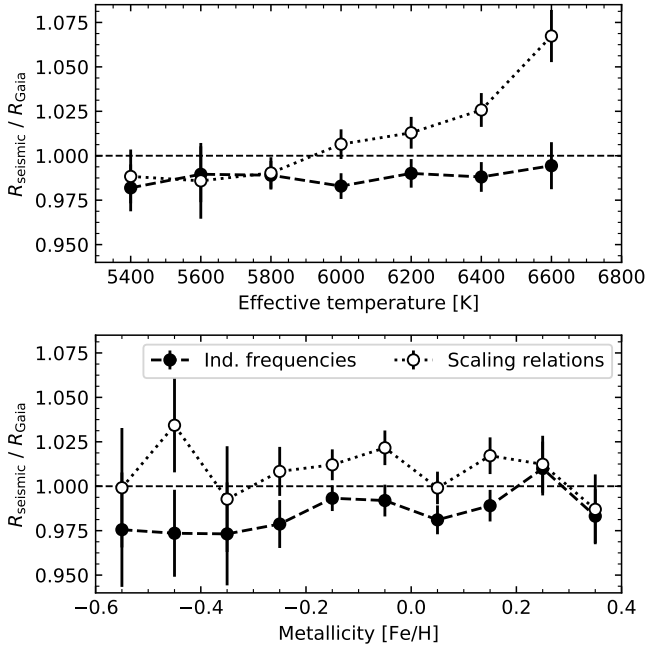 1.075
1.050
1.025
1.000
0.975
0.950
R_seismic / R_Gaia
5400 5600 5800 6000 6200 6400 6600 6800
Effective temperature [K]
1.075
1.050
1.025
1.000
0.975
0.950
R_seismic / R_Gaia
Ind. frequencies Scaling relations
−0.6 −0.4 −0.2 0.0 0.2 0.4
Metallicity [Fe/H]